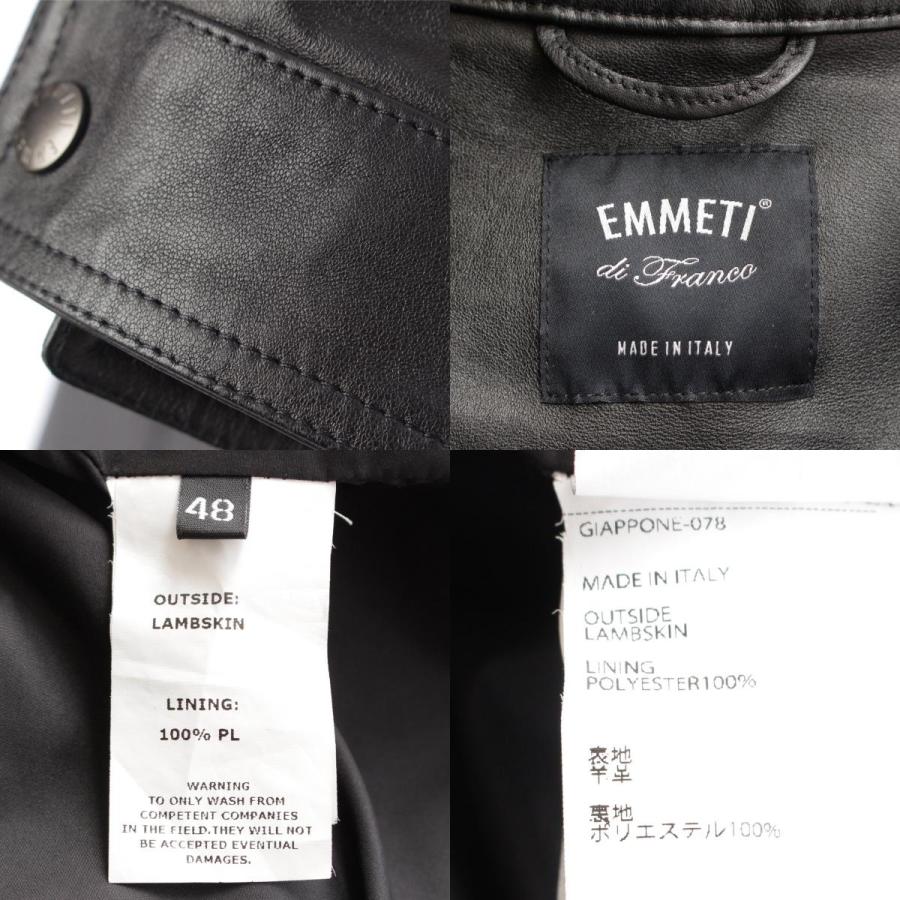 EMMETI®
di Franco
MADE IN ITALY
48
OUTSIDE:
LAMBSKIN
LINING:
100% PL
WARNING
TO ONLY WASH FROM
COMPETENT COMPANIES
IN THE FIELD.THEY WILL NOT
BE ACCEPTED EVENTUAL
DAMAGES.
GIAPPONE-078
MADE IN ITALY
OUTSIDE
LAMBSKIN
LINING
POLYESTER100%
表地
羊革
裏地
ポリエステル100%